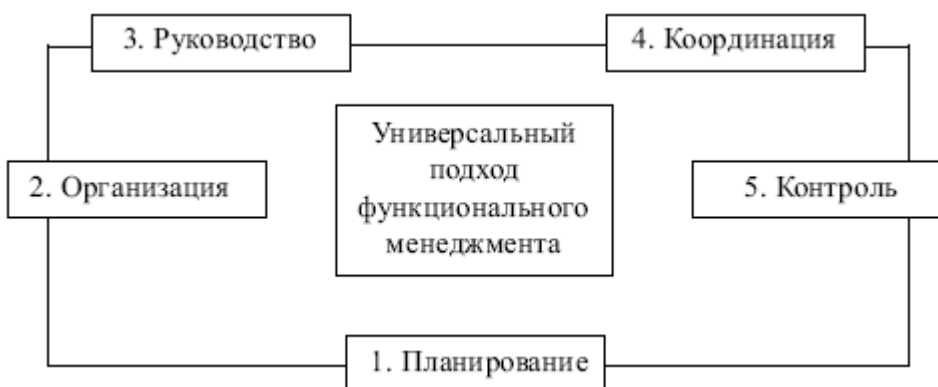 3. Руководство
4. Координация
Универсальный
подход
функционального
менеджмента
2. Организация
5. Контроль
1. Планирование